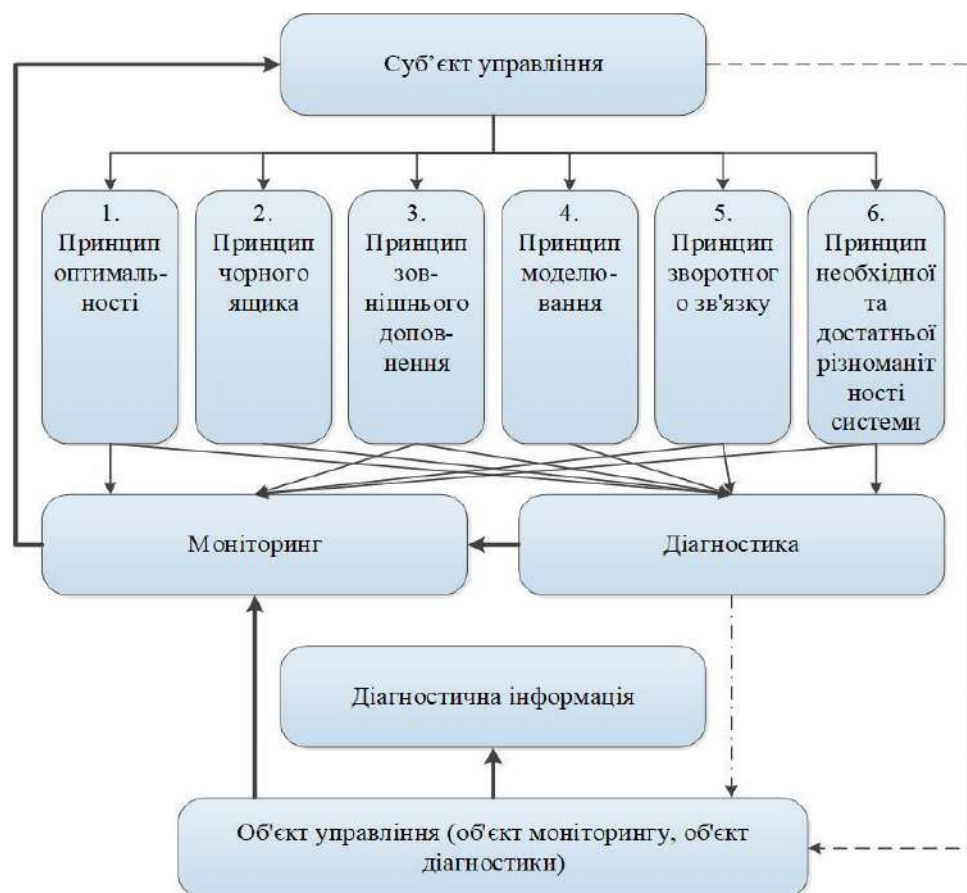 Суб’єкт управління
1.
Принцип
оптималь-
ності
2.
Принцип
чорного
ящика
3.
Принцип
зов-
нішнього
допов-
нення
4.
Принцип
моделю-
вання
5.
Принцип
зворотног
о зв'язку
6.
Принцип
необхідної
та
достатньої
різноманіт
ності
системи
Моніторинг
Діагностика
Діагностична інформація
Об'єкт управління (об'єкт моніторингу, об'єкт
діагностики)